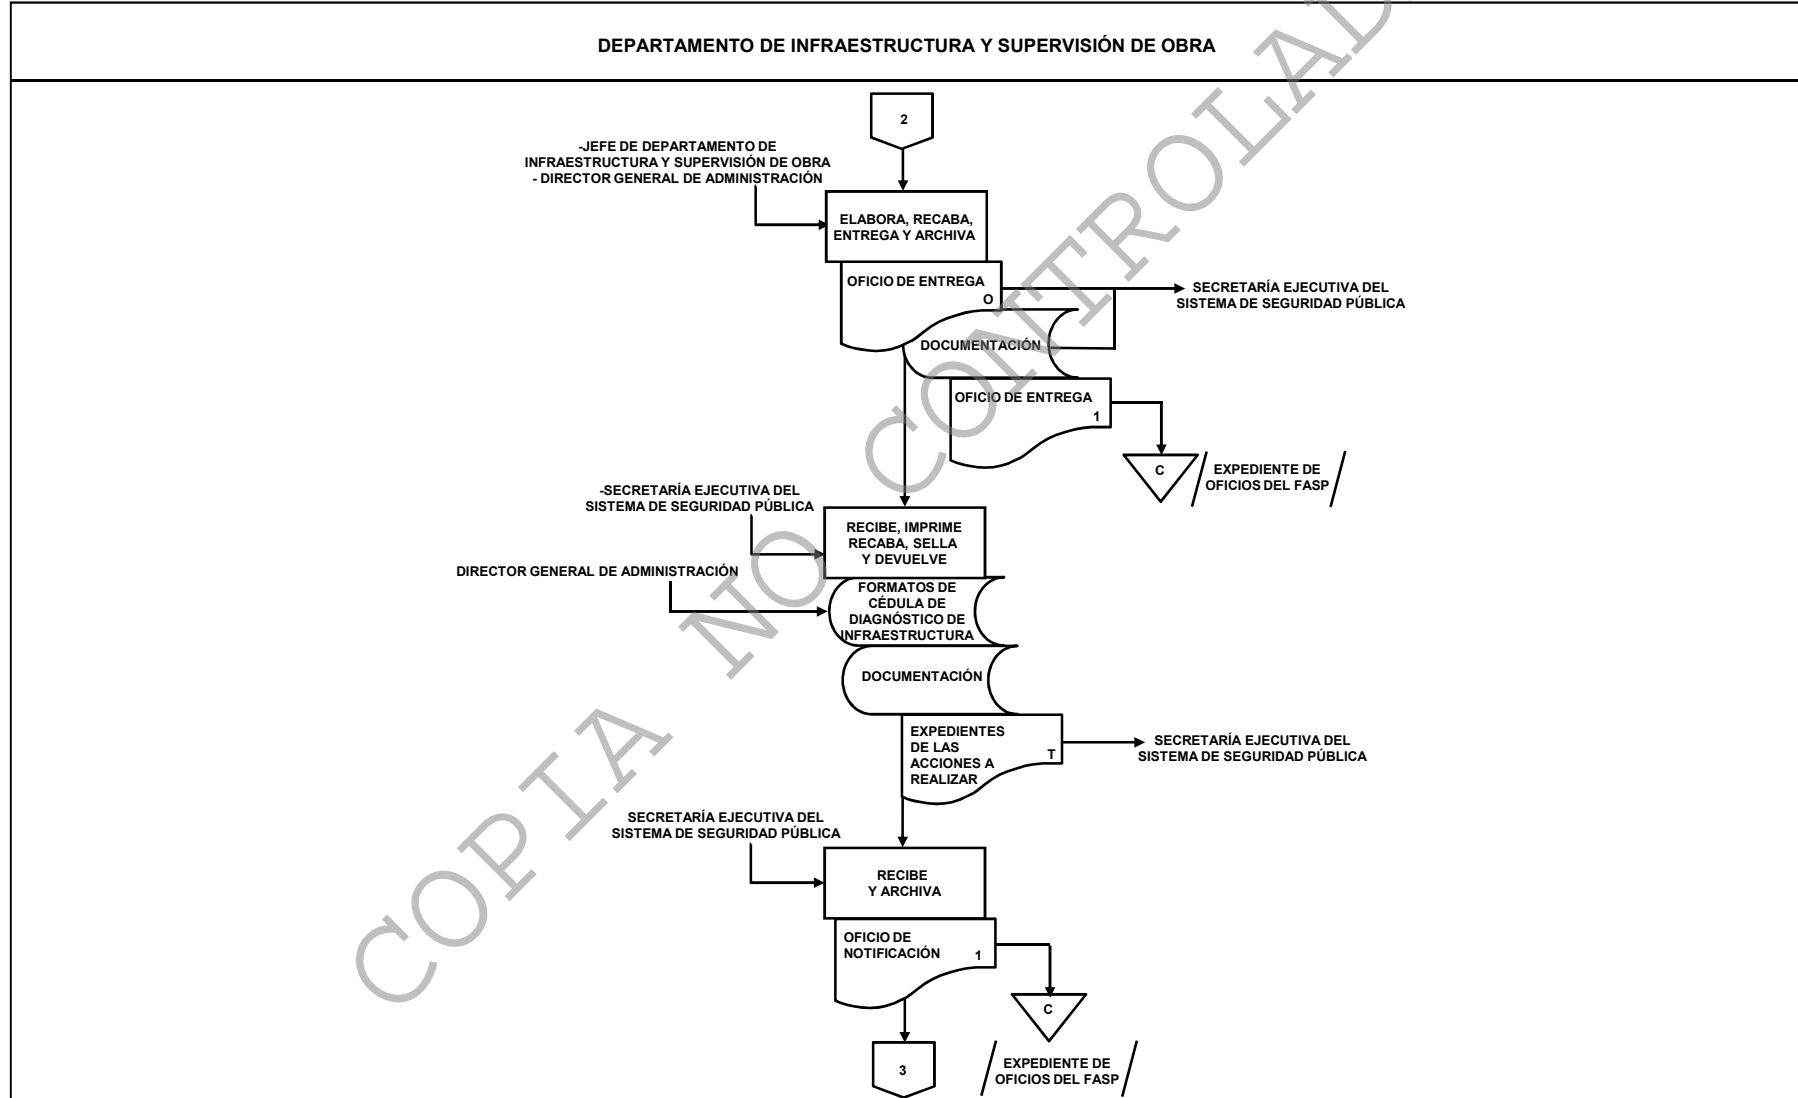 DEPARTAMENTO DE INFRAESTRUCTURA Y SUPERVISIÓN DE OBRA
2
-JEFE DE DEPARTAMENTO DE
INFRAESTRUCTURA Y SUPERVISIÓN DE OBRA
- DIRECTOR GENERAL DE ADMINISTRACIÓN
ELABORA, RECABA,
ENTREGA Y ARCHIVA
OFICIO DE ENTREGA
O
SECRETARÍA EJECUTIVA DEL
SISTEMA DE SEGURIDAD PÚBLICA
DOCUMENTACIÓN
OFICIO DE ENTREGA
1
C
EXPEDIENTE DE
OFICIOS DEL FASP
-SECRETARÍA EJECUTIVA DEL
SISTEMA DE SEGURIDAD PÚBLICA
RECIBE, IMPRIME
RECABA, SELLA
Y DEVUELVE
DIRECTOR GENERAL DE ADMINISTRACIÓN
FORMATOS DE
CÉDULA DE
DIAGNÓSTICO DE
INFRAESTRUCTURA
DOCUMENTACIÓN
EXPEDIENTES
DE LAS
ACCIONES A
REALIZAR
T
SECRETARÍA EJECUTIVA DEL
SISTEMA DE SEGURIDAD PÚBLICA
SECRETARÍA EJECUTIVA DEL
SISTEMA DE SEGURIDAD PÚBLICA
RECIBE
Y ARCHIVA
OFICIO DE
NOTIFICACIÓN
1
C
EXPEDIENTE DE
OFICIOS DEL FASP
3
COPIA NO CONTROLAD